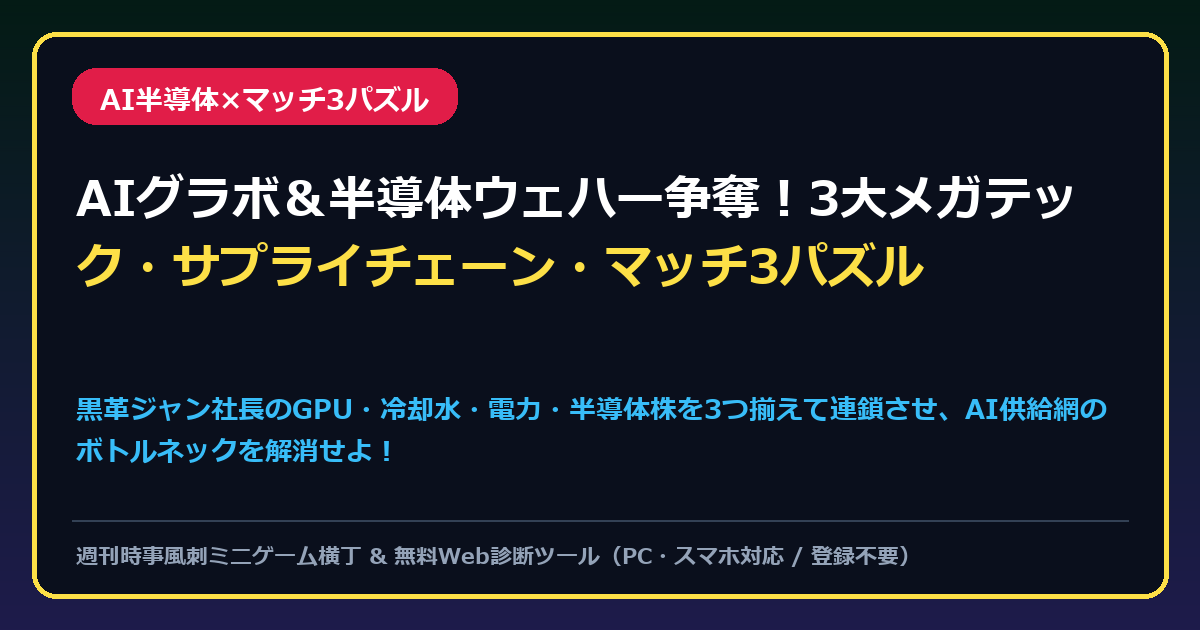 AI半導体×マッチ3パズル
AIグラボ＆半導体ウェハー争奪！3大メガテッ
ク・サプライチェーン・マッチ3パズル
黒革ジャン社長のGPU・冷却水・電力・半導体株を3つ揃えて連鎖させ、AI供給網の
ボトルネックを解消せよ！
週刊時事風刺ミニゲーム横丁 & 無料Web診断ツール（PC・スマホ対応 / 登録不要）